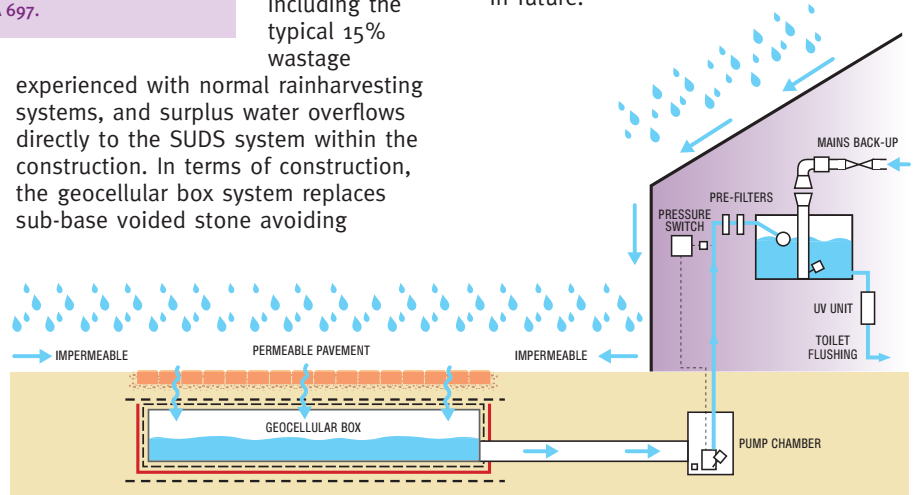 A 697.
including the
typical 15%
wastage
experienced with normal rainharvesting
systems, and surplus water overflows
directly to the SUDS system within the
construction. In terms of construction,
the geocellular box system replaces
sub-base voided stone avoiding
in future.
MAINS BACK-UP
PRE-FILTERS
PRESSURE
SWITCH
UV UNIT
TOILET
FLUSHING
IMPERMEABLE
PERMEABLE PAVEMENT
IMPERMEABLE
GEOCELLULAR BOX
PUMP CHAMBER